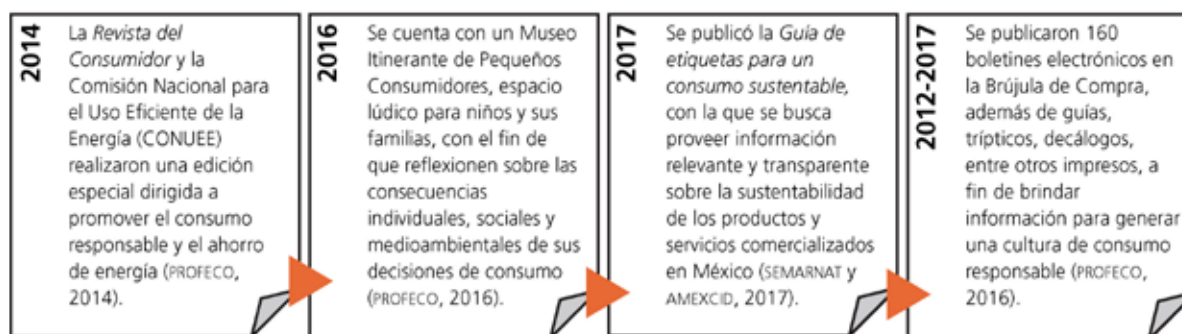 2014
La Revista del
Consumidor y la
Comisión Nacional para
el Uso Eficiente de la
Energía (CONUEE)
realizaron una edición
especial dirigida a
promover el consumo
responsable y el ahorro
de energía (PROFECO,
2014).
2016
Se cuenta con un Museo
Itinerante de Pequeños
Consumidores, espacio
lúdico para niños y sus
familias, con el fin de
que reflexionen sobre las
consecuencias
individuales, sociales y
medioambientales de sus
decisiones de consumo
(PROFECO, 2016).
2017
Se publicó la Guía de
etiquetas para un
consumo sustentable,
con la que se busca
proveer información
relevante y transparente
sobre la sustentabilidad
de los productos y
servicios comercializados
en México (SEMARNAT y
AMEXCID, 2017).
2012-2017
Se publicaron 160
boletines electrónicos en
la Brújula de Compra,
además de guías,
trípticos, decálogos,
entre otros impresos, a
fin de brindar
información para generar
una cultura de consumo
responsable (PROFECO,
2016).